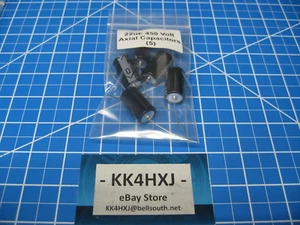 22uF 450 Volt
Axial Capacitors
(5)
- KK4HXJ -
eBay Store
KK4HXJ@bellsouth.net